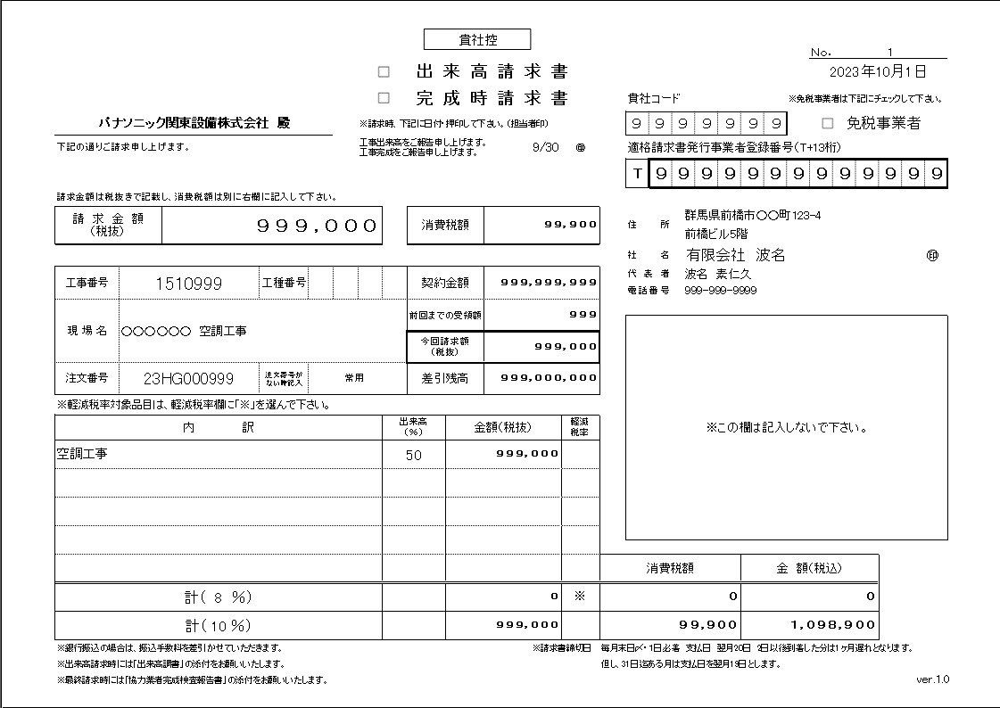 貴社控
□ 出来高請求書
□ 完成時請求書
No. 1
2023年10月1日
貴社コード ※免税事業者は下記にチェックして下さい。
9 9 9 9 9 9 9 □ 免税事業者
適格請求書発行事業者登録番号(T+13桁)
T 9 9 9 9 9 9 9 9 9 9 9 9 9
パナソニック関東設備株式会社 殿
下記の通りご請求申し上げます。
※請求時、下記に日付・押印して下さい。(担当者印)
工事出来高をご報告申し上げます。
工事完成をご報告申し上げます。
9/30 ㊞
請求金額は税抜きで記載し、消費税額は別に右欄に記入して下さい。
請求金額
(税抜)
999,000
消費税額 99,900
住所 群馬県前橋市〇〇町123-4
前橋ビル5階
社名 有限会社 波名 ㊞
代表者 波名 素仁久
電話番号 999-999-9999
工事番号 1510999 工種番号 契約金額 999,999,999
前回までの受領額 999
現場名 〇〇〇〇〇〇 空調工事
今回請求額
(税抜)
999,000
注文番号 23HG000999
注文番号が
ない時記入
常用 差引残高 999,000,000
※軽減税率対象品目は、軽減税率欄に「※」を選んで下さい。
内訳
出来高
(%)
金額(税抜)
軽減
税率
空調工事 50 999,000
※この欄は記入しないで下さい。
消費税額 金 額(税込)
計( 8 %) 0 ※ 0 0
計(10%) 999,000 99,900 1,098,900
※銀行振込の場合は、振込手数料を差引かせていただきます。
※出来高請求時には「出来高調書」の添付をお願いいたします。
※最終請求時には「協力業者完成検査報告書」の添付をお願いいたします。
※請求書締切日 毎月末日〆・1日必着 支払日 翌月20日 2日以後到着した分は1ヶ月遅れとなります。
但し、31日迄ある月は支払日を翌月19日とします。
ver.1.0